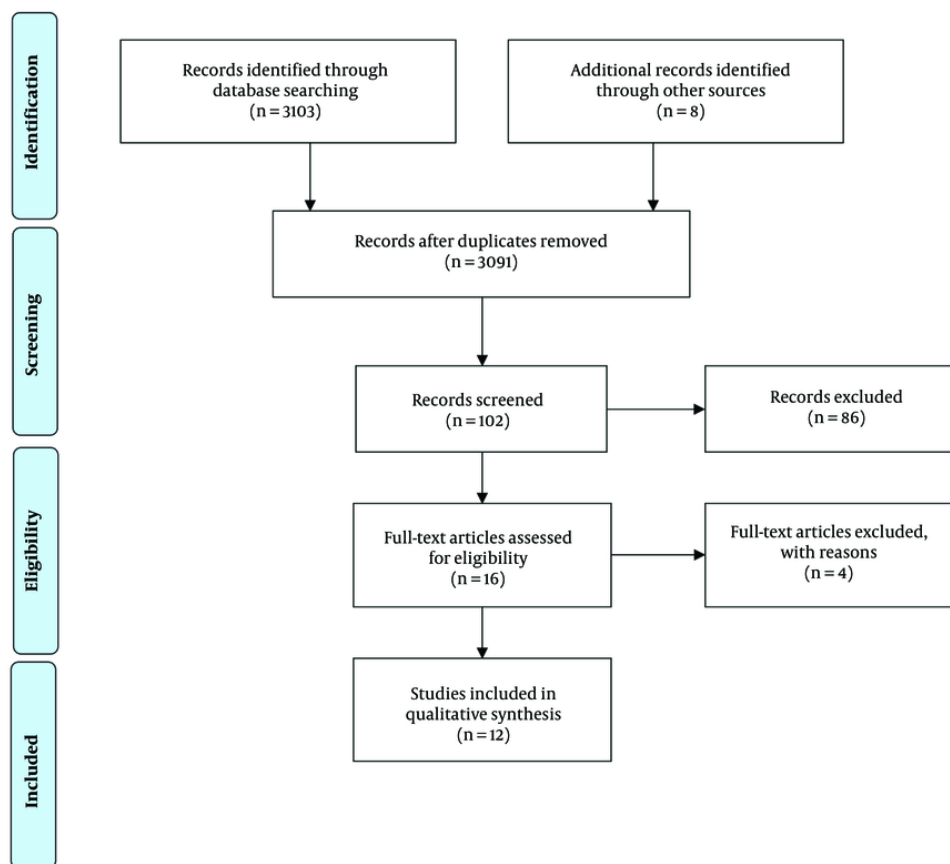 Identification
Records identified through
database searching
(n = 3103)
Additional records identified
through other sources
(n = 8)
Records after duplicates removed
(n = 3091)
Screening
Records screened
(n = 102)
Records excluded
(n = 86)
Eligibility
Full-text articles assessed
for eligibility
(n = 16)
Full-text articles excluded,
with reasons
(n = 4)
Included
Studies included in
qualitative synthesis
(n = 12)